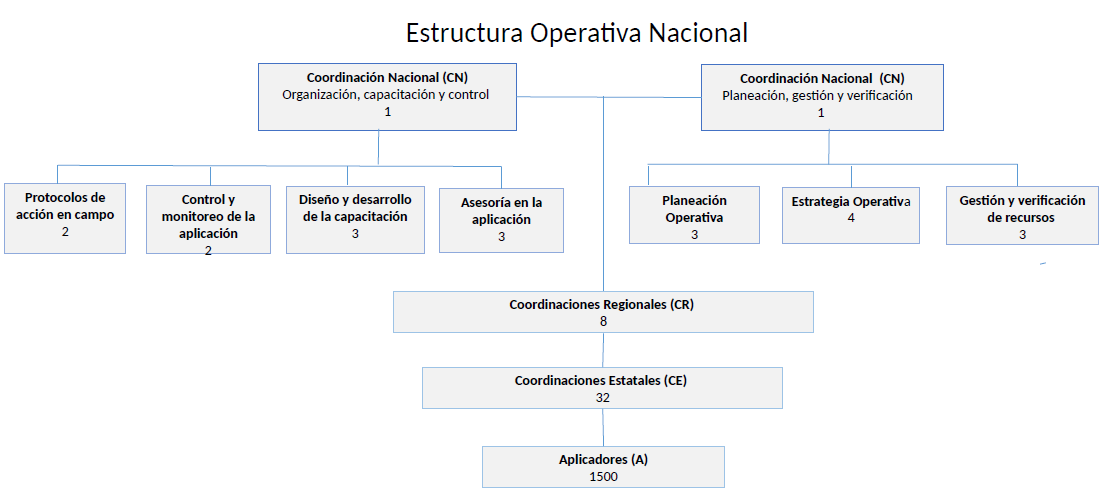 Estructura Operativa Nacional
Coordinación Nacional (CN)
Organización, capacitación y control
1
Coordinación Nacional (CN)
Planeación, gestión y verificación
1
Protocolos de
acción en campo
2
Control y
monitoreo de la
aplicación
2
Diseño y desarrollo
de la capacitación
3
Asesoría en la
aplicación
3
Planeación
Operativa
3
Estrategia Operativa
4
Gestión y verificación
de recursos
3
Coordinaciones Regionales (CR)
8
Coordinaciones Estatales (CE)
32
Aplicadores (A)
1500